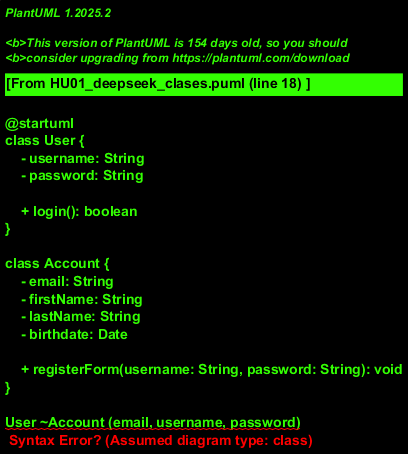 PlantUML 1.2025.2
<b>This version of PlantUML is 154 days old, so you should
<b>consider upgrading from https://plantuml.com/download
[From HU01_deepseek_clases.puml (line 18) ]
@startuml
class User {
- username: String
- password: String
+ login(): boolean
}
class Account {
- email: String
- firstName: String
- lastName: String
- birthdate: Date
+ registerForm(username: String, password: String): void
}
User ~Account (email, username, password)
Syntax Error? (Assumed diagram type: class)